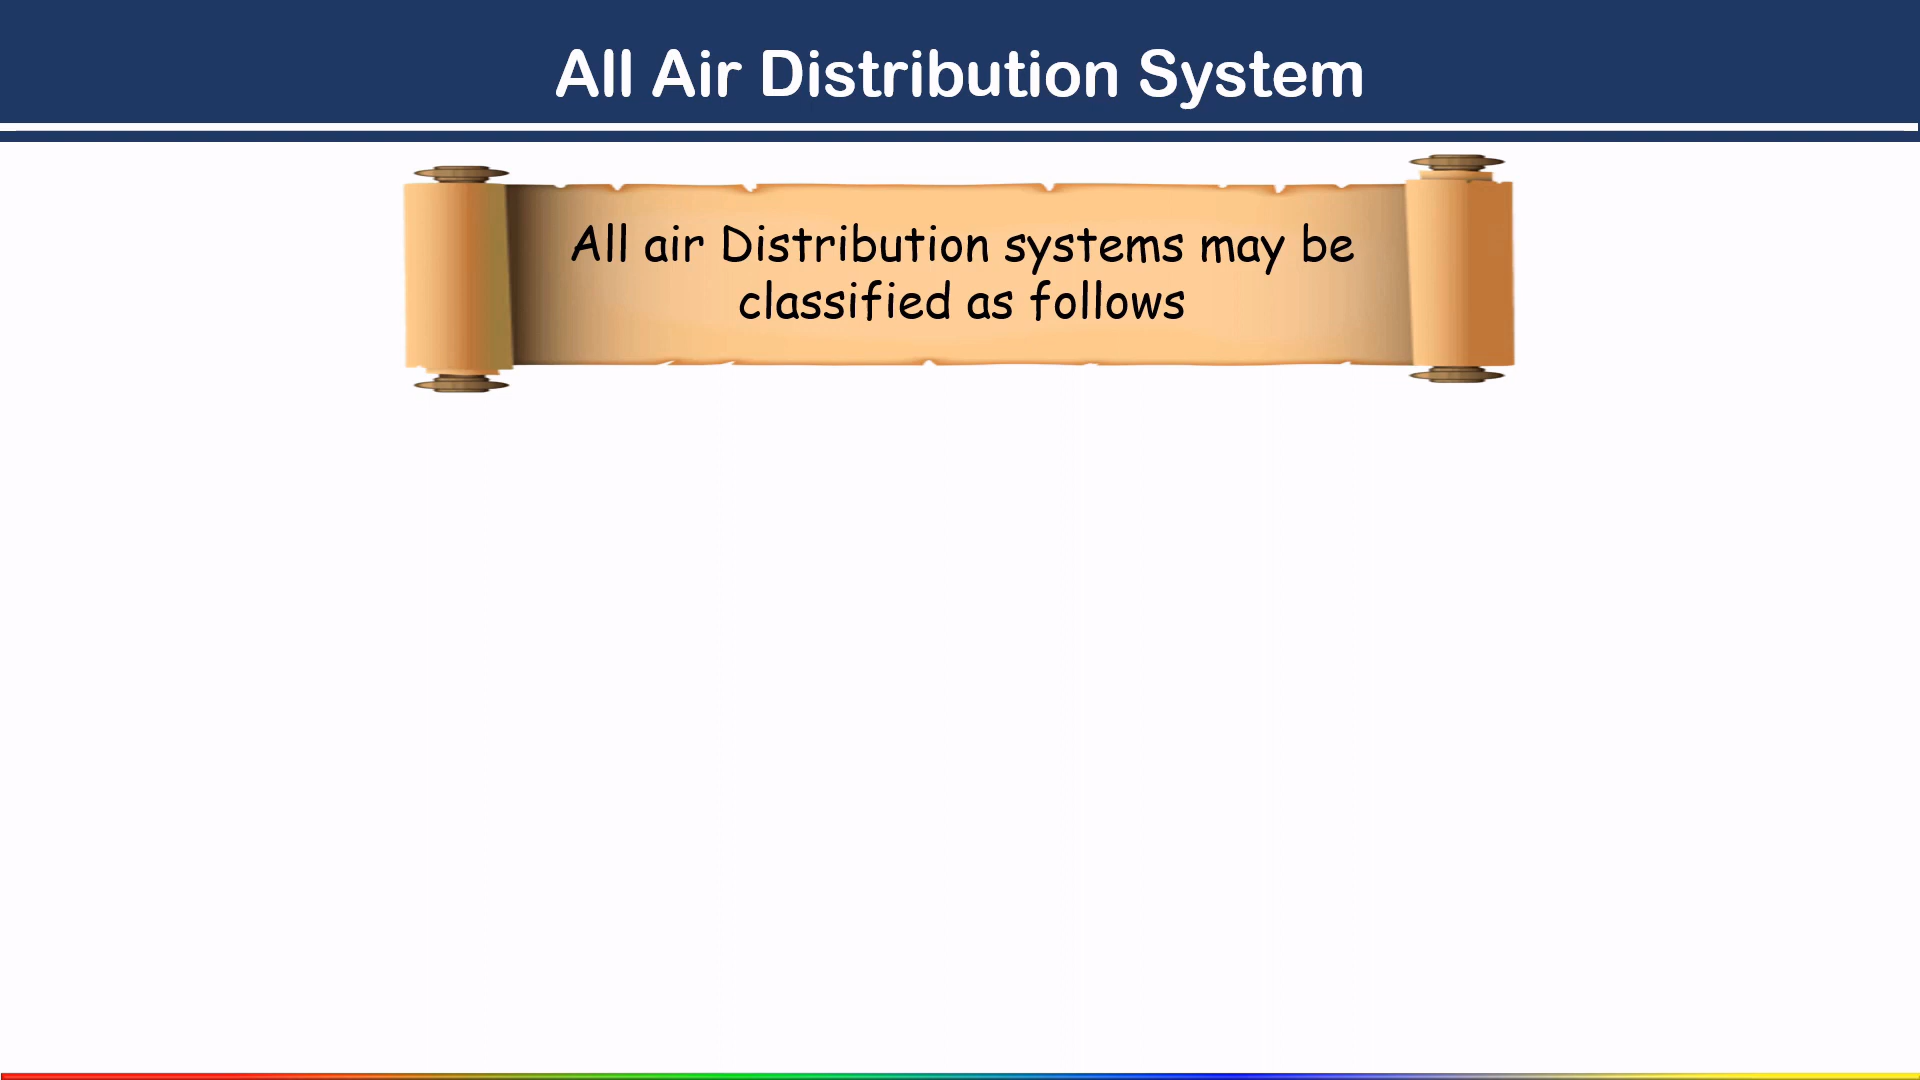 All Air Distribution System
All air Distribution systems may be
classified as follows